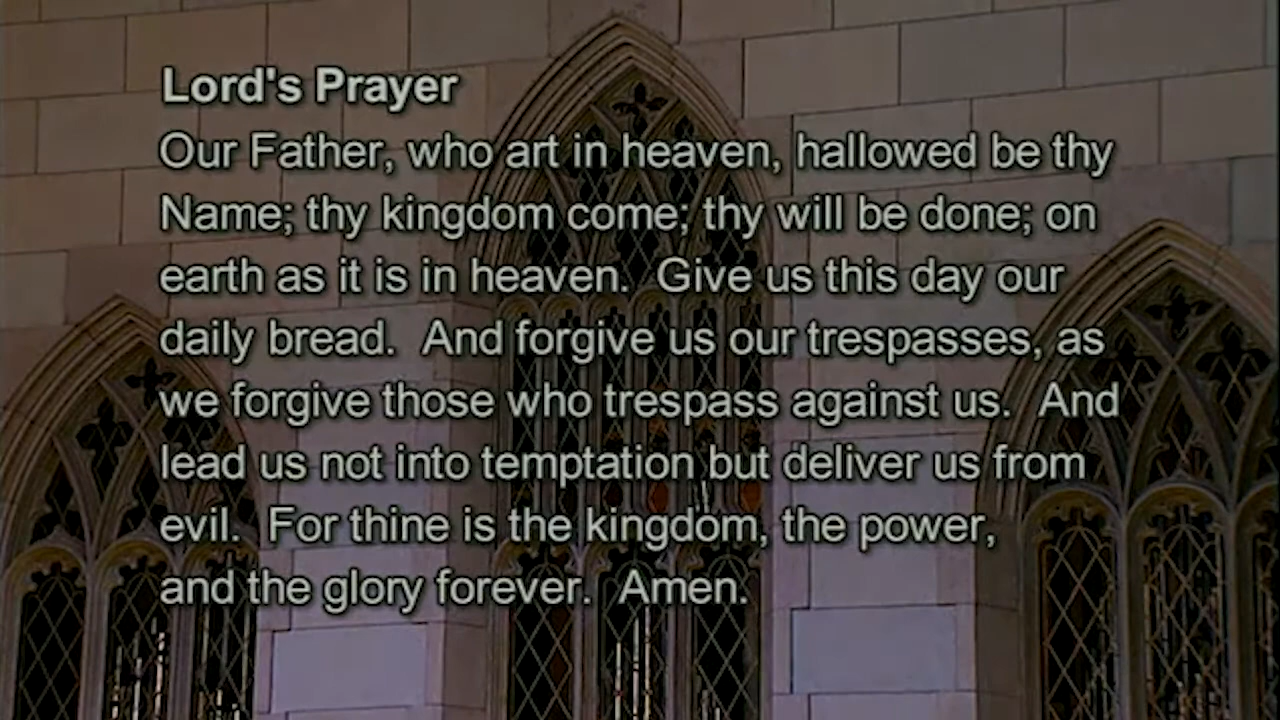 Lord's Prayer
Our Father, who art in heaven, hallowed be thy
Name; thy kingdom come; thy will be done; on
earth as it is in heaven.  Give us this day our
daily bread.  And forgive us our trespasses, as
we forgive those who trespass against us.  And
lead us not into temptation but deliver us from
evil.  For thine is the kingdom, the power,
and the glory forever.  Amen.